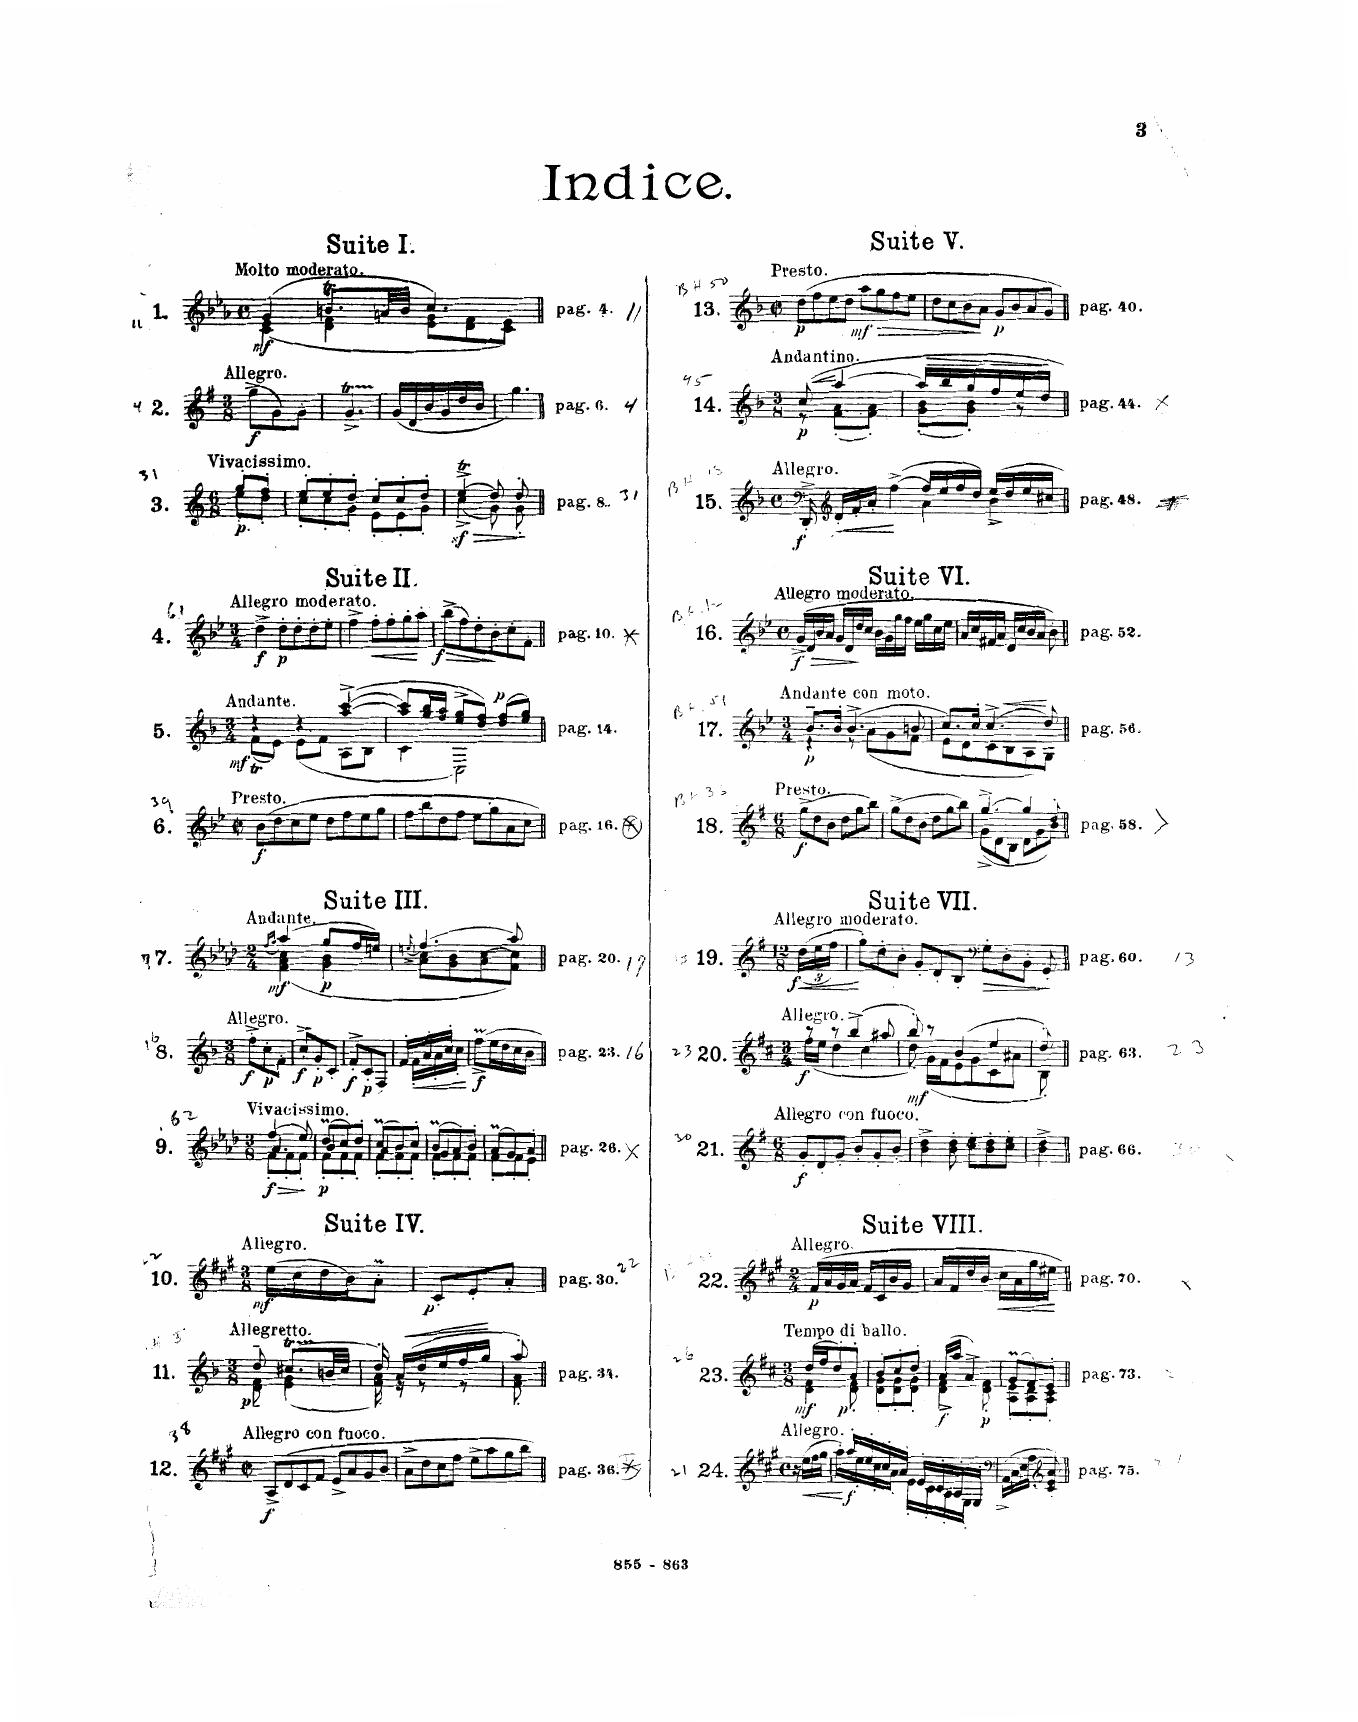 3
Indice.
Suite I.
Molto moderato.
11 1. pag. 4. 11
Allegro.
4 2. pag. 6. 4
Vivacissimo.
31 3. pag. 8. 31
Suite II.
Allegro moderato.
61 4. pag. 10.
Andante.
5. pag. 14.
Presto.
39 6. pag. 16.
Suite III.
Andante.
7. pag. 20. 19
Allegro.
16 8. pag. 23. 16
Vivacissimo.
62 9. pag. 26.
Suite IV.
Allegro.
10. pag. 30. 22
Allegretto.
11. pag. 34.
Allegro con fuoco.
38 12. pag. 36.
Suite V.
Presto.
BH 50 13. pag. 40.
Andantino.
45 14. pag. 44.
Allegro.
BH 13 15. pag. 48.
Suite VI.
Allegro moderato.
16. pag. 52.
Andante con moto.
17. pag. 56.
Presto.
18. pag. 58.
Suite VII.
Allegro moderato.
13 19. pag. 60. 13
Allegro.
23 20. pag. 63. 23
Allegro con fuoco.
30 21. pag. 66.
Suite VIII.
Allegro.
22. pag. 70.
Tempo di ballo.
26 23. pag. 73.
Allegro.
21 24. pag. 75.
855 - 863